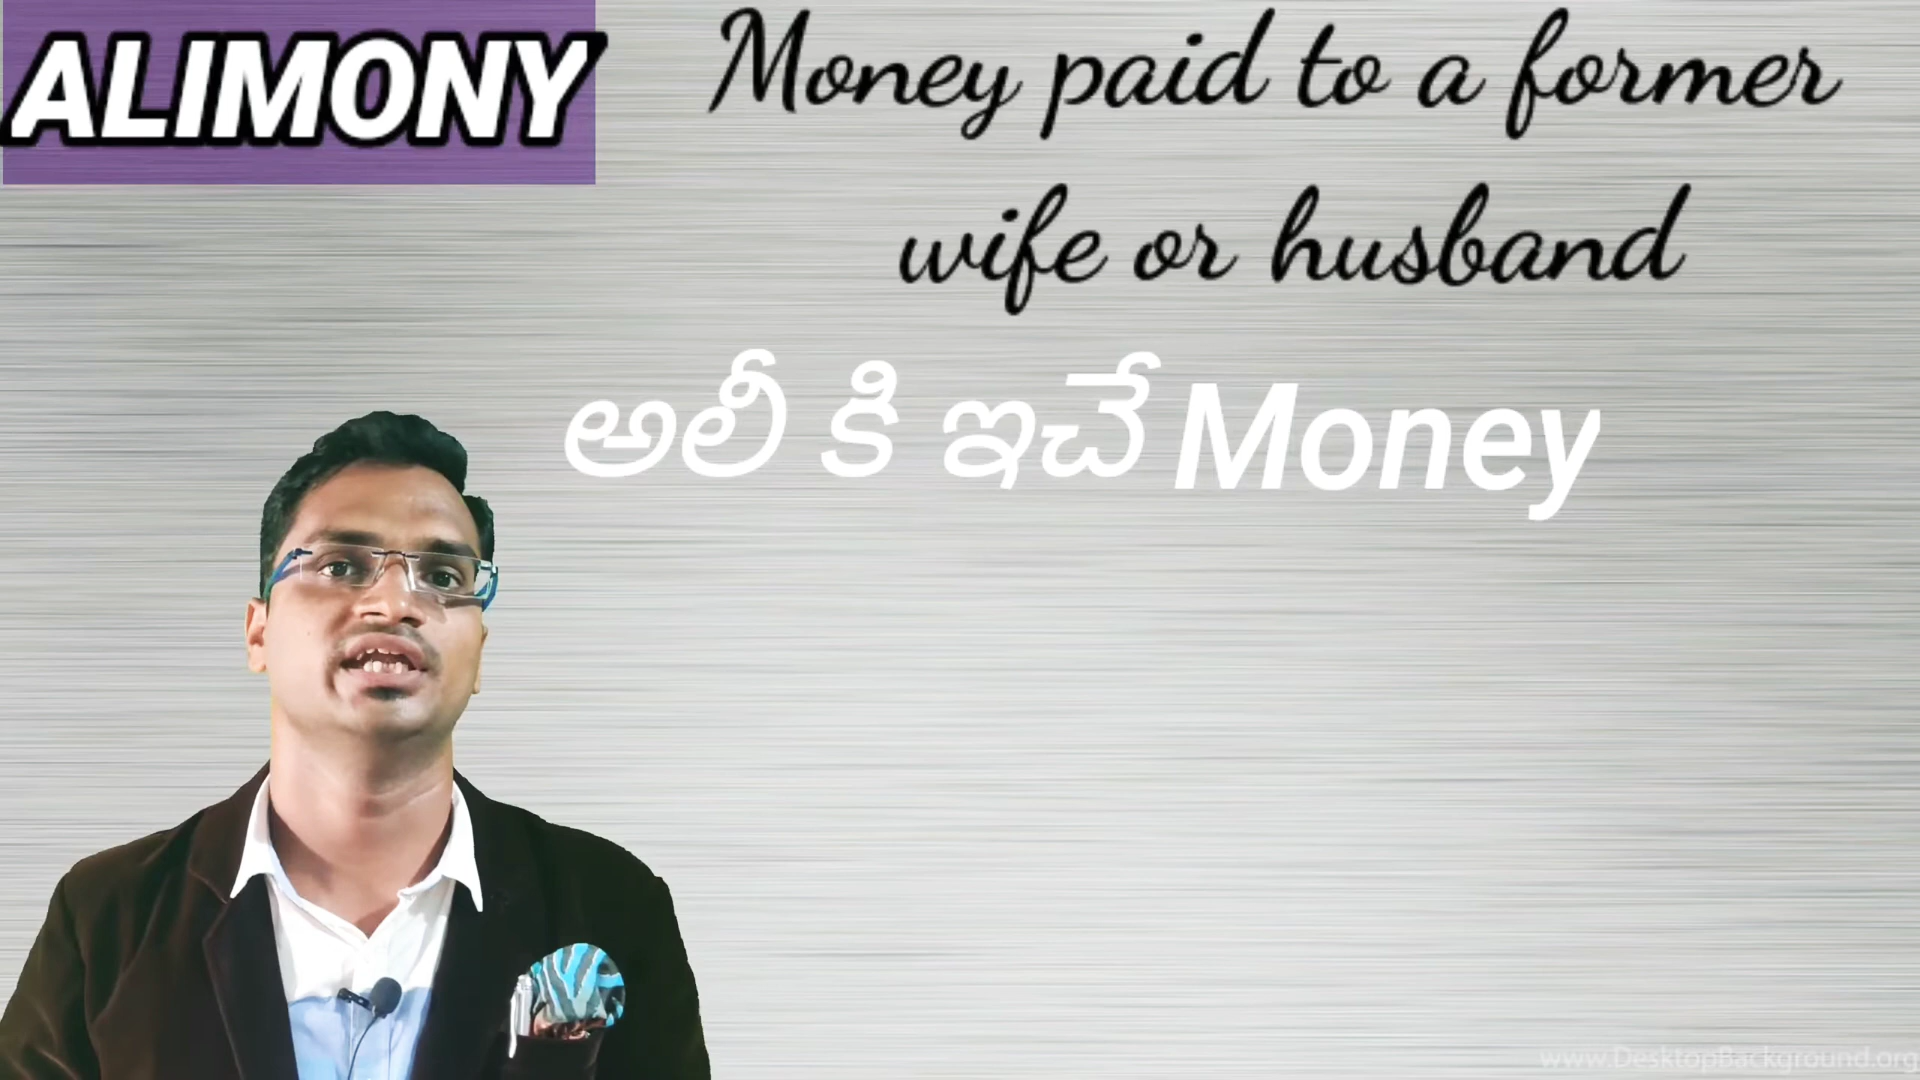 ALIMONY
Money paid to a former
wife or husband
అలీ కి ఇచే Money
www.DesktopBackground.org